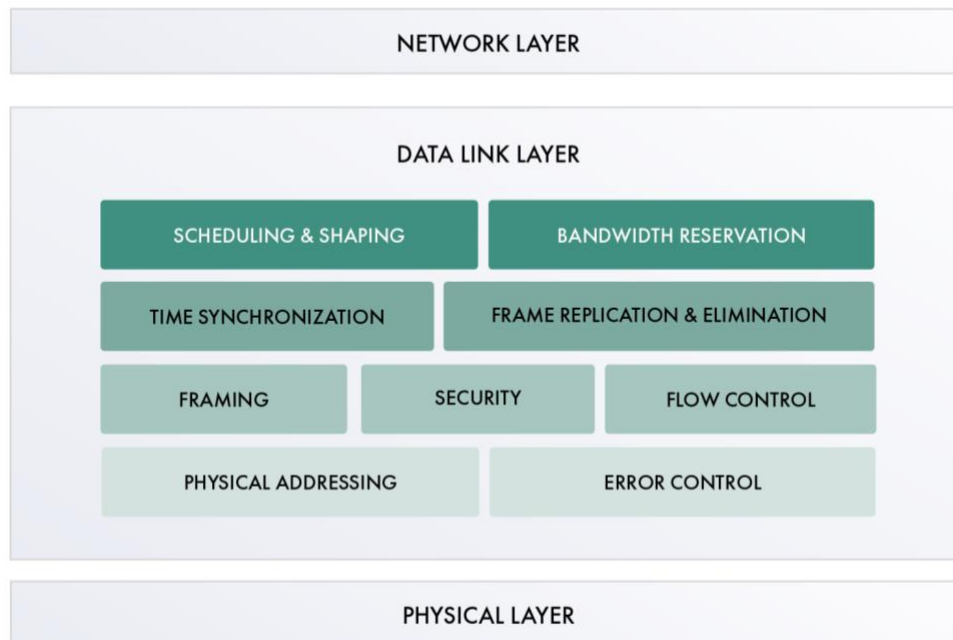 NETWORK LAYER
DATA LINK LAYER
SCHEDULING & SHAPING
BANDWIDTH RESERVATION
TIME SYNCHRONIZATION
FRAME REPLICATION & ELIMINATION
FRAMING
SECURITY
FLOW CONTROL
PHYSICAL ADDRESSING
ERROR CONTROL
PHYSICAL LAYER